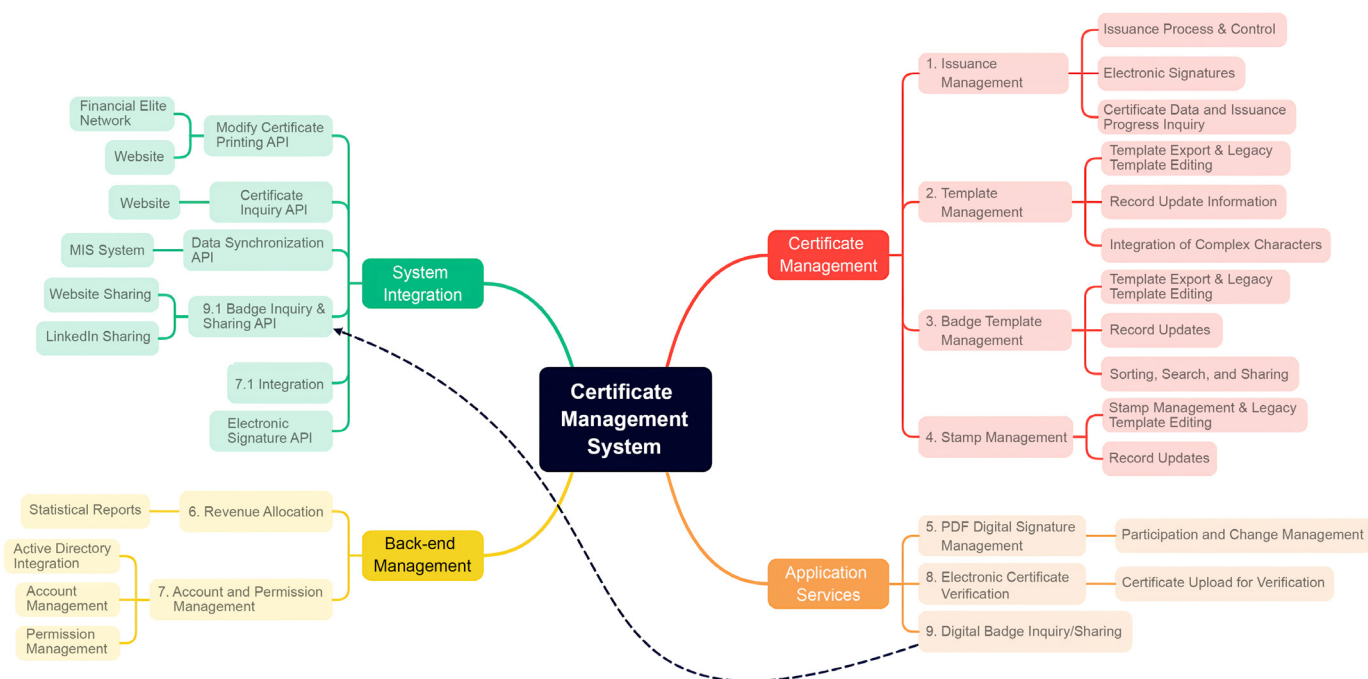 Certificate
Management
System
System
Integration
Modify Certificate
Printing API
Financial Elite
Network
Website
Certificate
Inquiry API
Website
Data Synchronization
API
MIS System
9.1 Badge Inquiry &
Sharing API
Website Sharing
LinkedIn Sharing
7.1 Integration
Electronic
Signature API
Back-end
Management
6. Revenue Allocation
Statistical Reports
7. Account and Permission
Management
Active Directory
Integration
Account
Management
Permission
Management
Certificate
Management
1. Issuance
Management
Issuance Process & Control
Electronic Signatures
Certificate Data and Issuance
Progress Inquiry
2. Template
Management
Template Export & Legacy
Template Editing
Record Update Information
Integration of Complex Characters
3. Badge Template
Management
Template Export & Legacy
Template Editing
Record Updates
Sorting, Search, and Sharing
4. Stamp Management
Stamp Management & Legacy
Template Editing
Record Updates
Application
Services
5. PDF Digital Signature
Management
Participation and Change Management
8. Electronic Certificate
Verification
Certificate Upload for Verification
9. Digital Badge Inquiry/Sharing